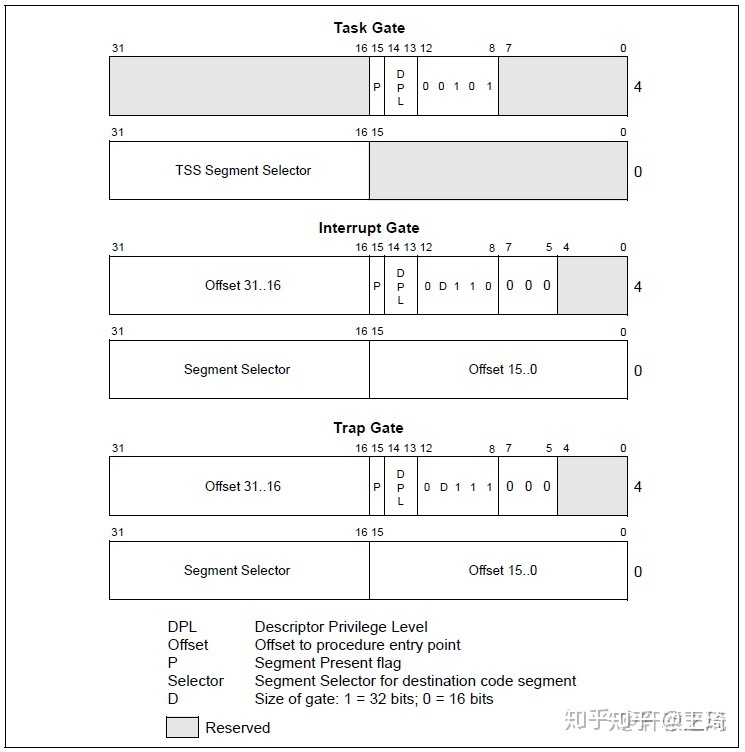 Task Gate
31 16 15 14 13 12 8 7 0
P D P L 0 0 1 0 1 4
31 16 15 0
TSS Segment Selector 0
Interrupt Gate
31 16 15 14 13 12 8 7 5 4 0
Offset 31..16 P D P L 0 D 1 1 0 0 0 0 4
31 16 15 0
Segment Selector Offset 15..0 0
Trap Gate
31 16 15 14 13 12 8 7 5 4 0
Offset 31..16 P D P L 0 D 1 1 1 0 0 0 4
31 16 15 0
Segment Selector Offset 15..0 0
DPL Descriptor Privilege Level
Offset Offset to procedure entry point
P Segment Present flag
Selector Segment Selector for destination code segment
D Size of gate: 1 = 32 bits; 0 = 16 bits
Reserved
知乎